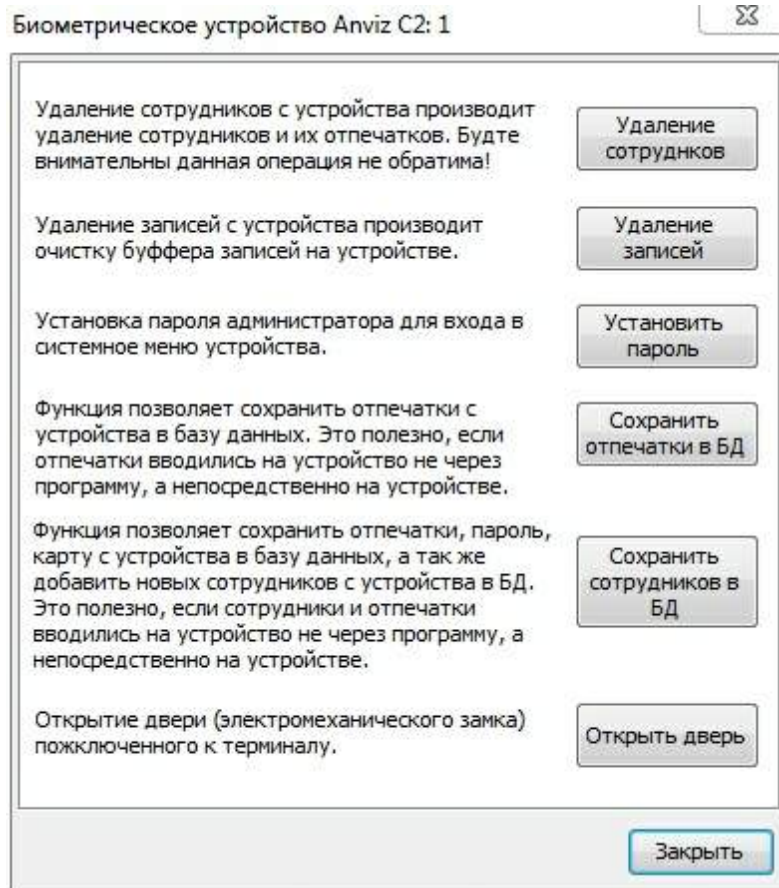 Биометрическое устройство Anviz C2: 1
Удаление сотрудников с устройства производит
удаление сотрудников и их отпечатков. Будте
внимательны данная операция не обратима!
Удаление
сотруднков
Удаление записей с устройства производит
очистку буффера записей на устройстве.
Удаление
записей
Установка пароля администратора для входа в
системное меню устройства.
Установить
пароль
Функция позволяет сохранить отпечатки с
устройства в базу данных. Это полезно, если
отпечатки вводились на устройство не через
программу, а непосредственно на устройстве.
Сохранить
отпечатки в БД
Функция позволяет сохранить отпечатки, пароль,
карту с устройства в базу данных, а так же
добавить новых сотрудников с устройства в БД.
Это полезно, если сотрудники и отпечатки
вводились на устройство не через программу, а
непосредственно на устройстве.
Сохранить
сотрудников в
БД
Открытие двери (электромеханического замка)
пожключенного к терминалу.
Открыть дверь
Закрыть